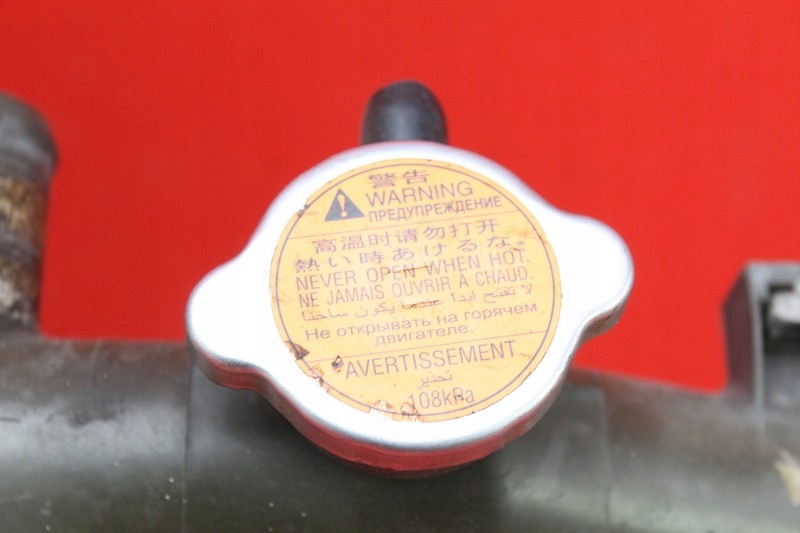 警告
WARNING
ПРЕДУПРЕЖДЕНИЕ
高温时请勿打开
熱い時あけるな。
NEVER OPEN WHEN HOT.
NE JAMAIS OUVRIR À CHAUD.
لا تفتح ابدا عندما يكون ساخنا
Не открывать на горячем
двигателе.
AVERTISSEMENT
تحذير
108kPa